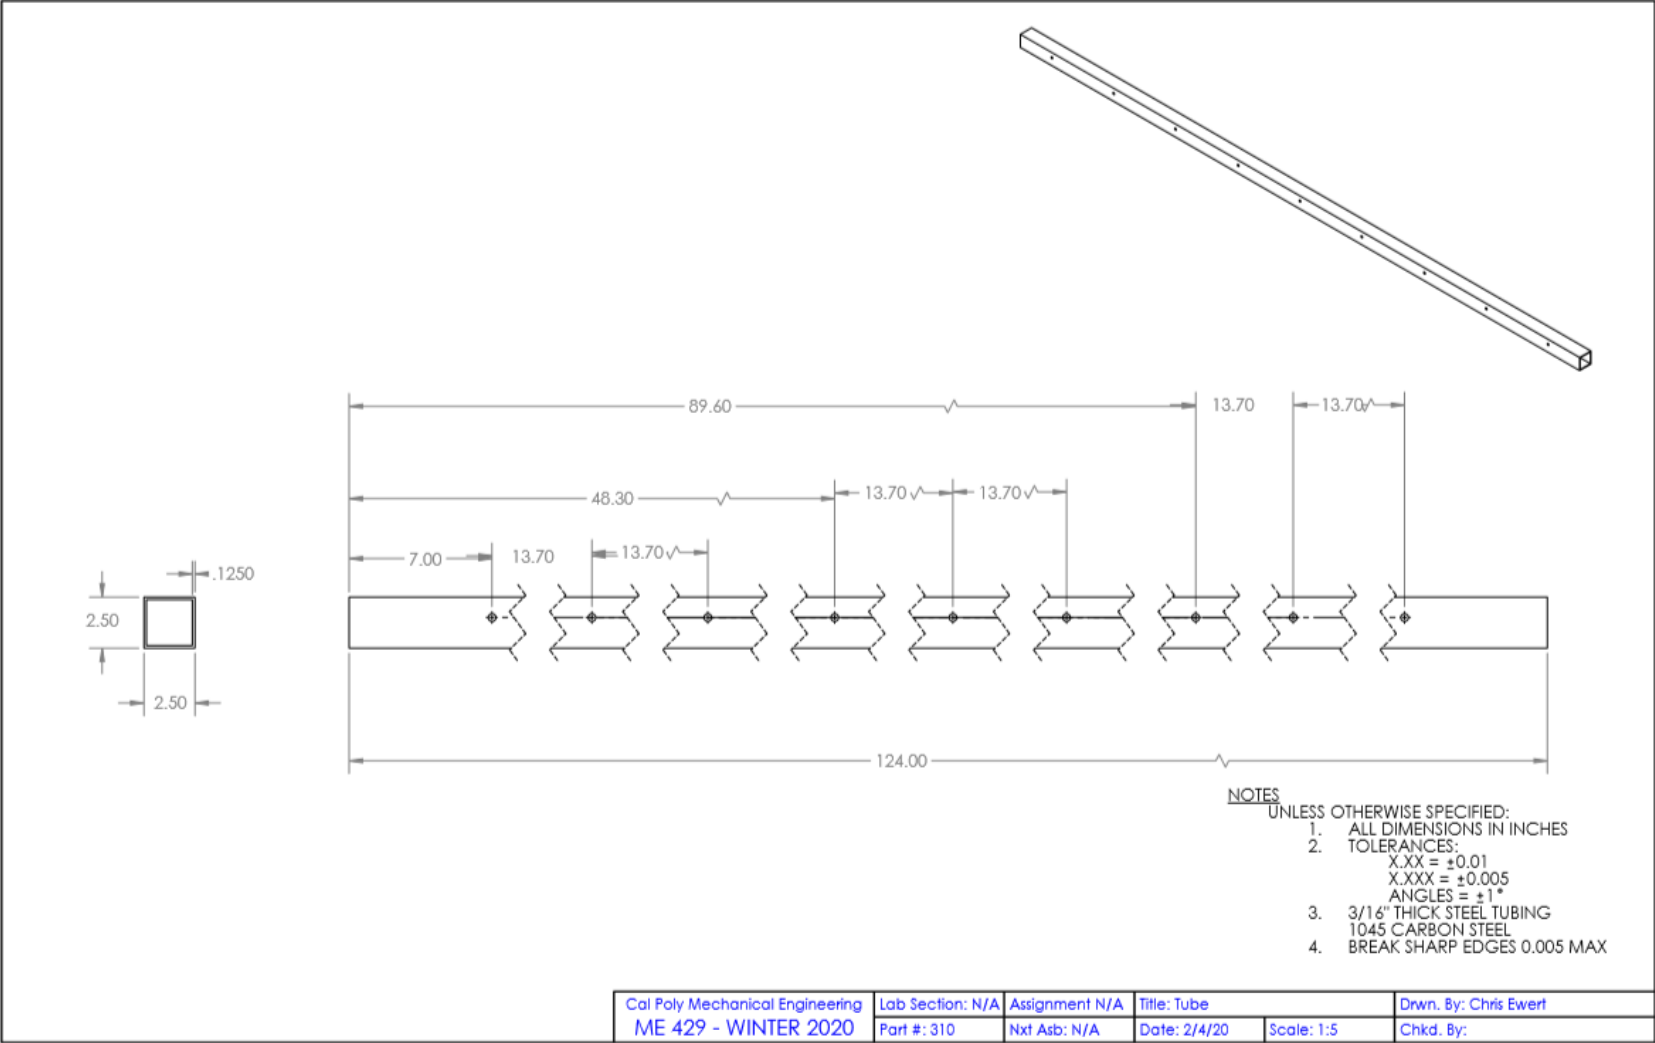 89.60
13.70
13.70
48.30
13.70
13.70
7.00
13.70
13.70
.1250
2.50
2.50
124.00
NOTES
UNLESS OTHERWISE SPECIFIED:
1. ALL DIMENSIONS IN INCHES
2. TOLERANCES:
X.XX = ±0.01
X.XXX = ±0.005
ANGLES = ±1°
3. 3/16" THICK STEEL TUBING
1045 CARBON STEEL
4. BREAK SHARP EDGES 0.005 MAX
Cal Poly Mechanical Engineering
ME 429 - WINTER 2020
Lab Section: N/A
Assignment N/A
Title: Tube
Drwn. By: Chris Ewert
Part #: 310
Nxt Asb: N/A
Date: 2/4/20
Scale: 1:5
Chkd. By: